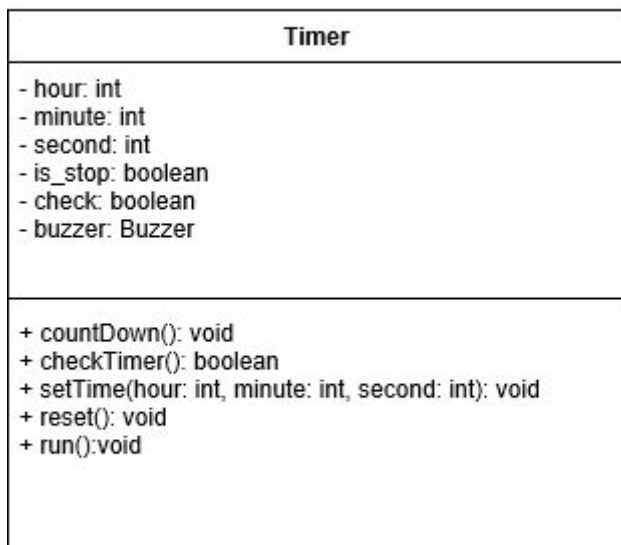 Timer
- hour: int
- minute: int
- second: int
- is_stop: boolean
- check: boolean
- buzzer: Buzzer
+ countDown(): void
+ checkTimer(): boolean
+ setTime(hour: int, minute: int, second: int): void
+ reset(): void
+ run():void